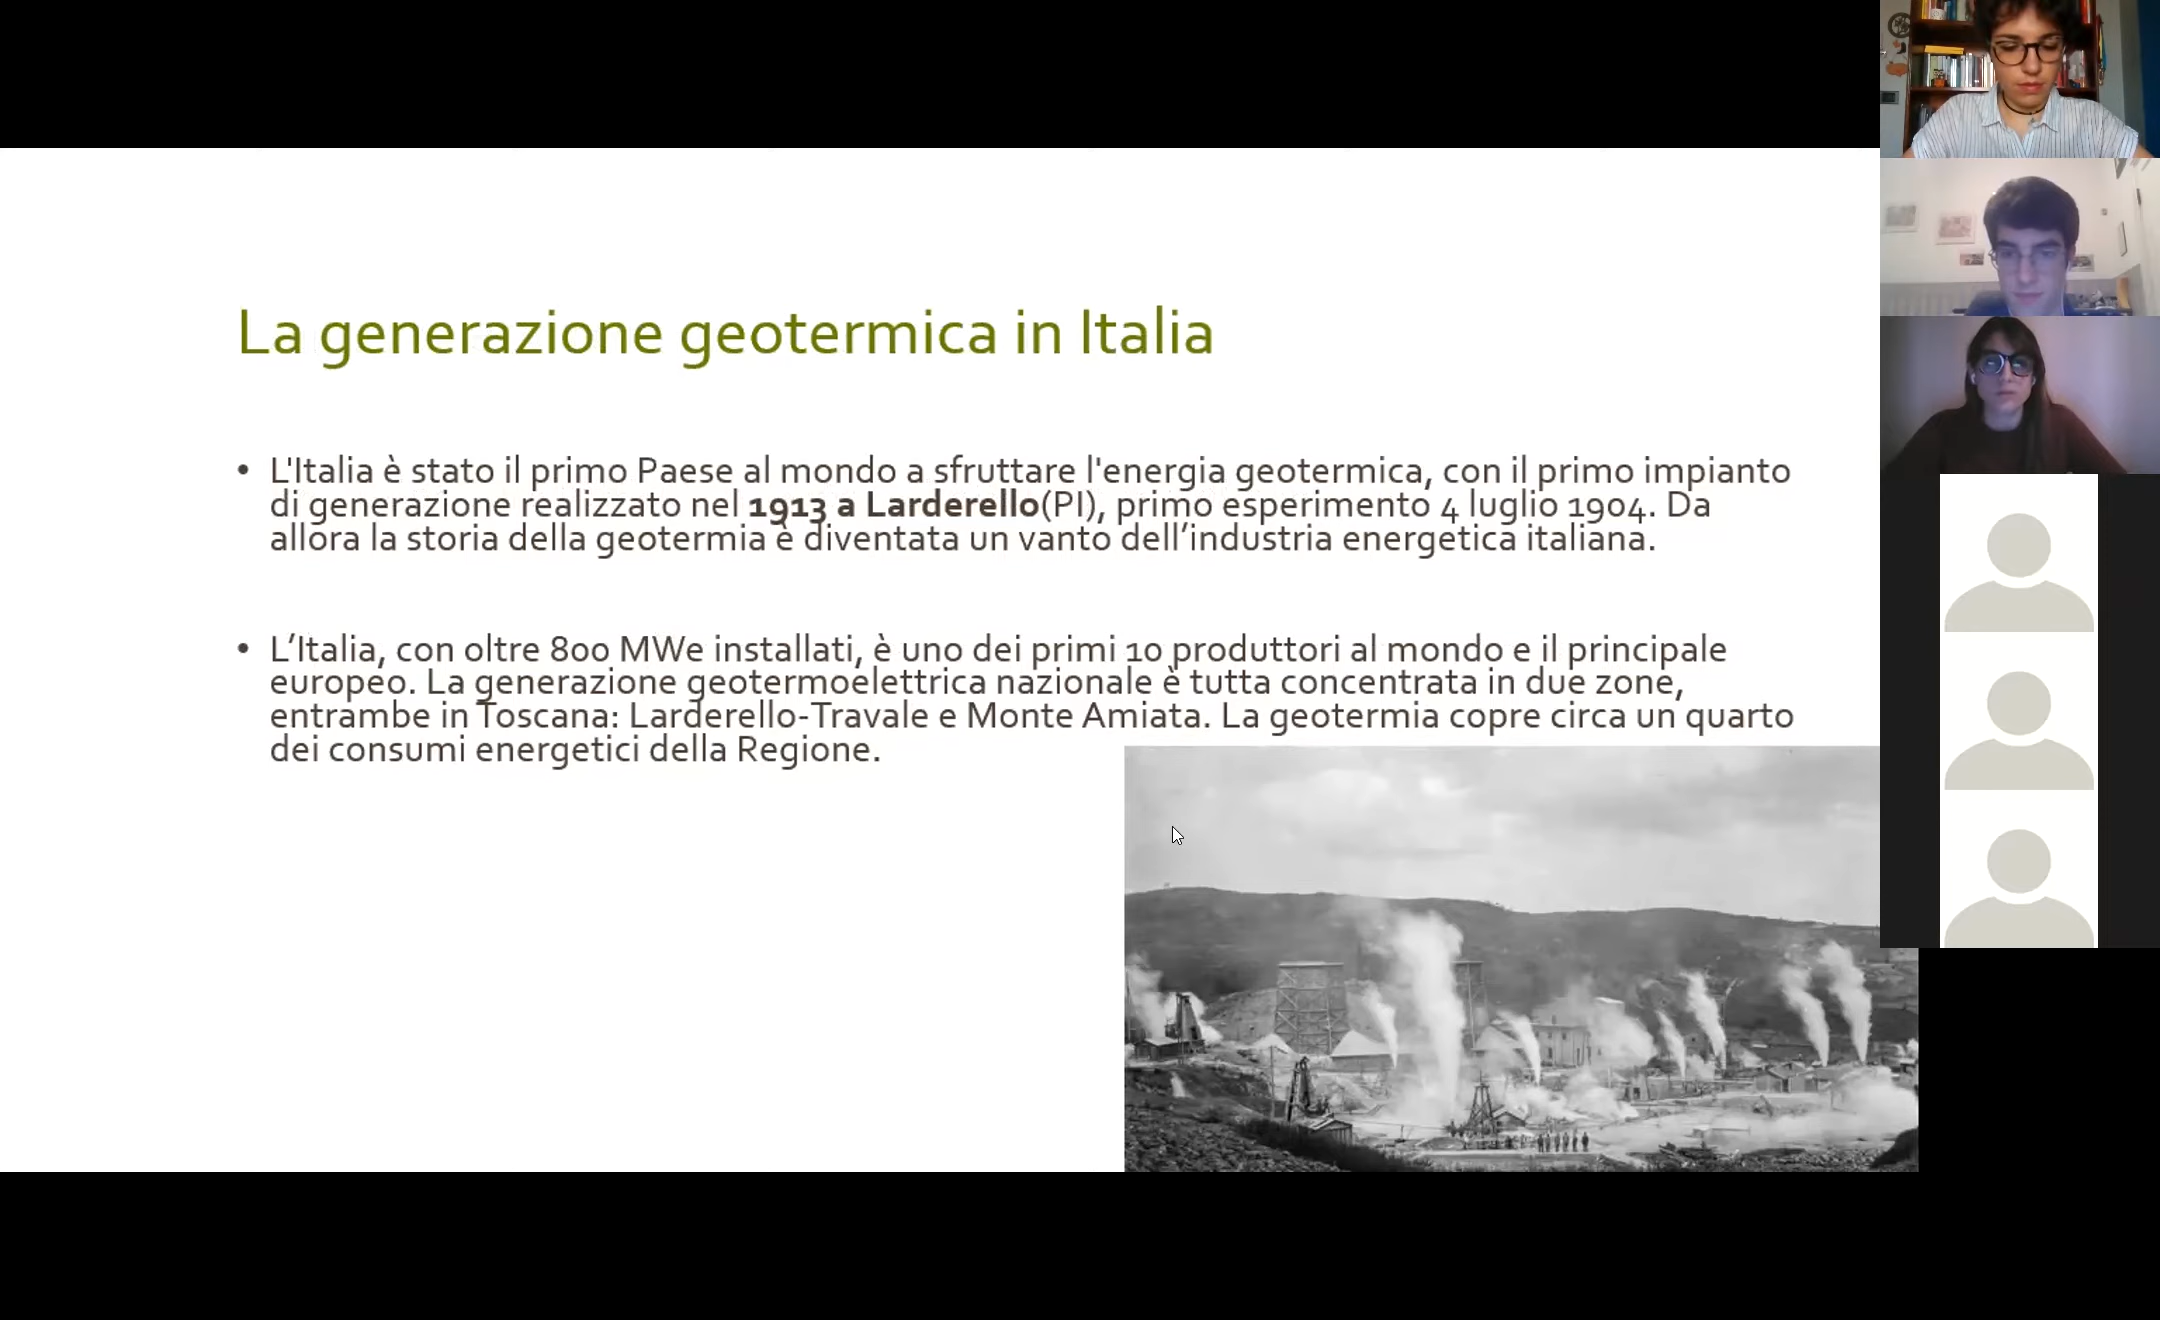 La generazione geotermica in Italia
• L'Italia è stato il primo Paese al mondo a sfruttare l'energia geotermica, con il primo impianto
di generazione realizzato nel 1913 a Larderello(PI), primo esperimento 4 luglio 1904. Da
allora la storia della geotermia è diventata un vanto dell’industria energetica italiana.
• L’Italia, con oltre 800 MWe installati, è uno dei primi 10 produttori al mondo e il principale
europeo. La generazione geotermoelettrica nazionale è tutta concentrata in due zone,
entrambe in Toscana: Larderello-Travale e Monte Amiata. La geotermia copre circa un quarto
dei consumi energetici della Regione.